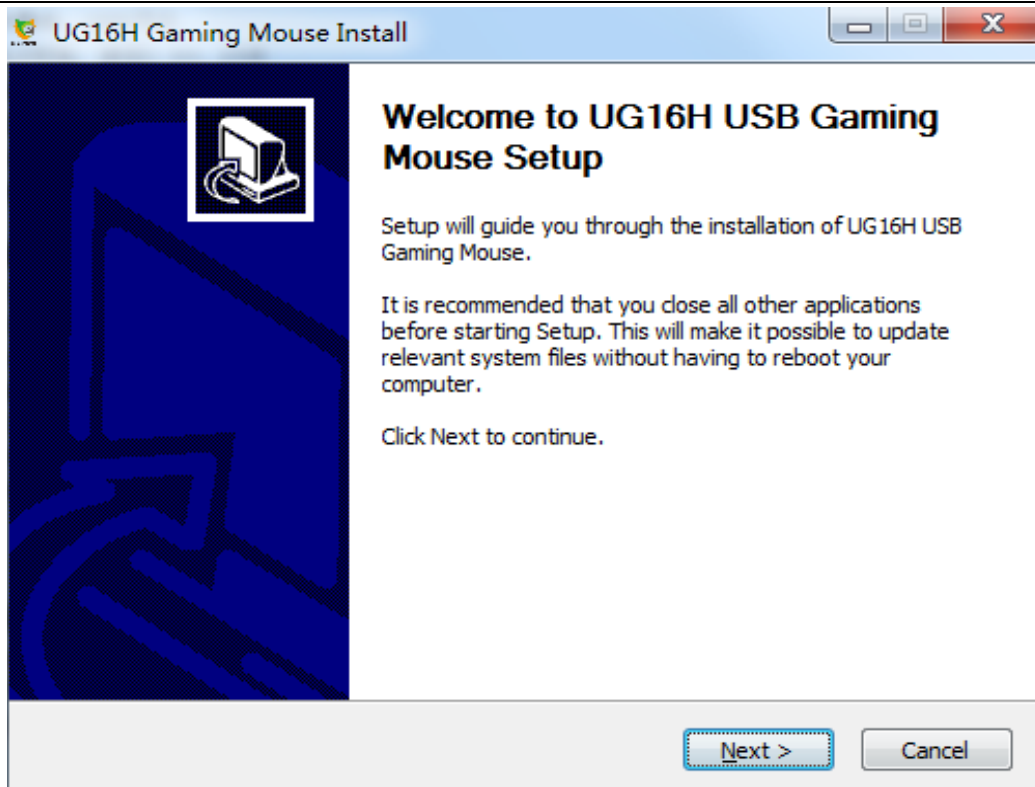 UG16H Gaming Mouse Install
Welcome to UG16H USB Gaming
Mouse Setup
Setup will guide you through the installation of UG16H USB
Gaming Mouse.
It is recommended that you close all other applications
before starting Setup. This will make it possible to update
relevant system files without having to reboot your
computer.
Click Next to continue.
Next >
Cancel